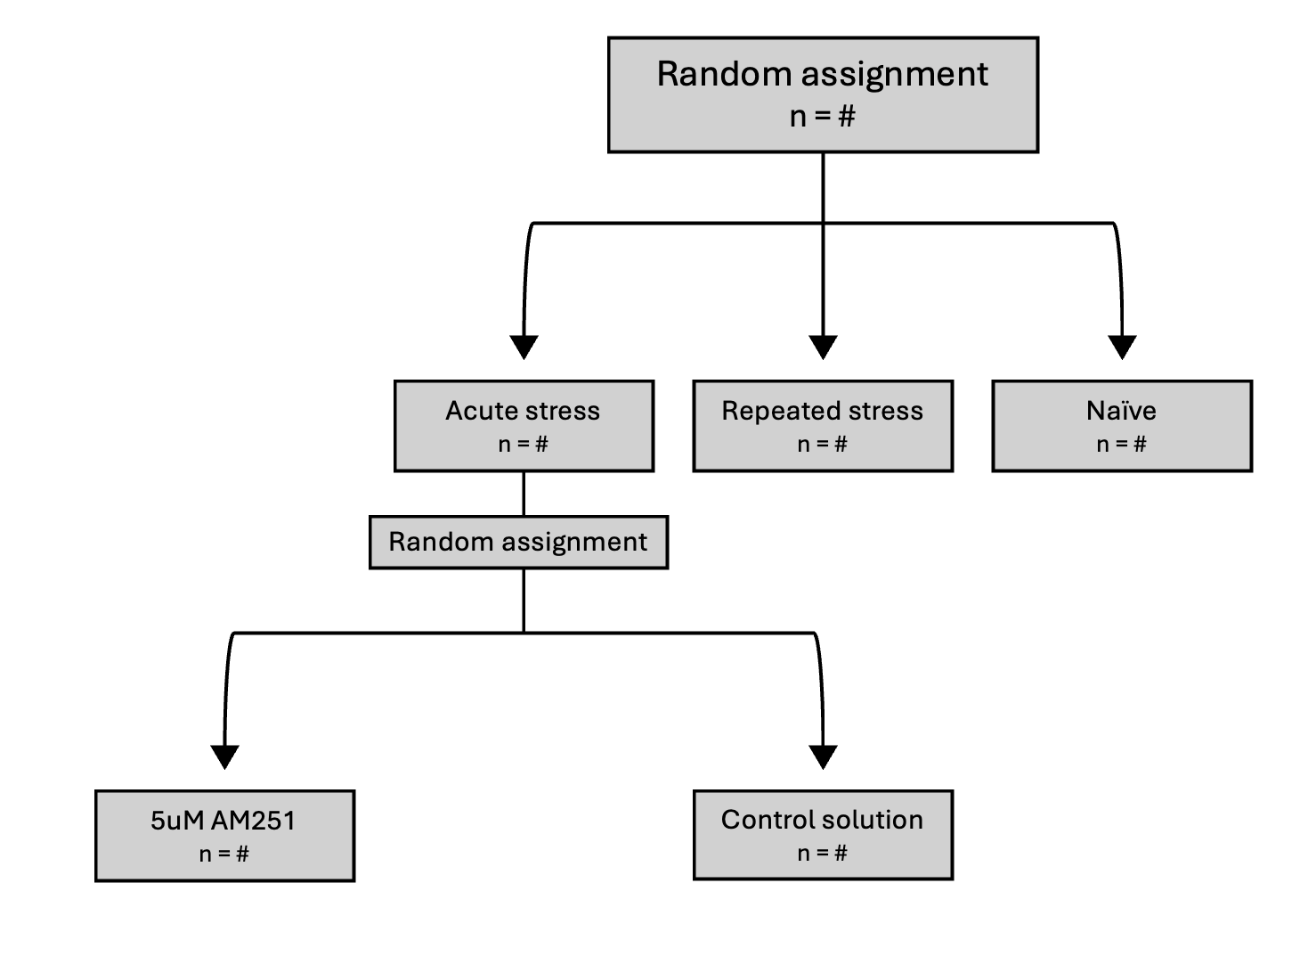 Random assignment
n = #
Acute stress
n = #
Repeated stress
n = #
Naïve
n = #
Random assignment
5uM AM251
n = #
Control solution
n = #